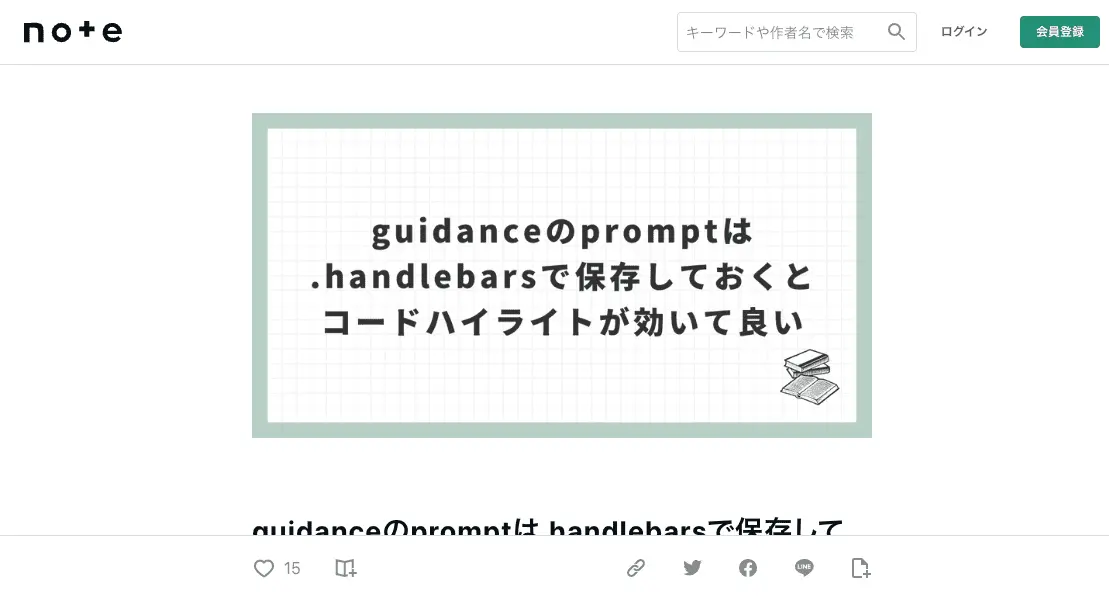 note
キーワードや作者名で検索
ログイン
会員登録
guidanceのpromptは
.handlebarsで保存しておくと
コードハイライトが効いて良い
guidanceのpromptは.handlebarsで保存して
15
LINE